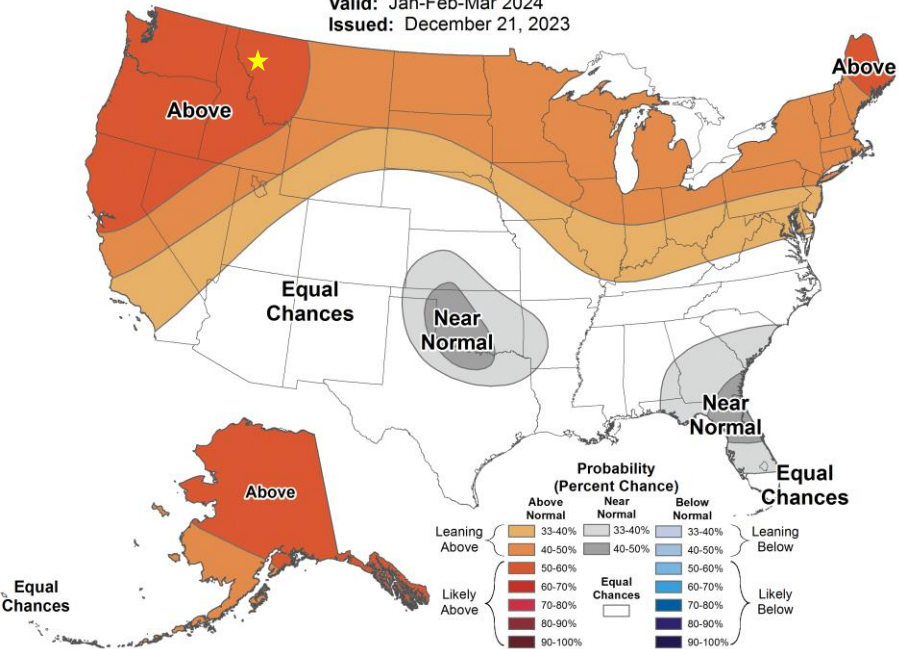 Valid: Jan-Feb-Mar 2024
Issued: December 21, 2023
Above
Above
Equal
Chances
Near
Normal
Near
Normal
Equal
Chances
Above
Equal
Chances
Probability
(Percent Chance)
Above
Normal
Near
Normal
Below
Normal
Leaning
Above
33-40%
40-50%
33-40%
40-50%
33-40%
40-50%
Leaning
Below
Likely
Above
50-60%
60-70%
70-80%
80-90%
90-100%
Equal
Chances
50-60%
60-70%
70-80%
80-90%
90-100%
Likely
Below